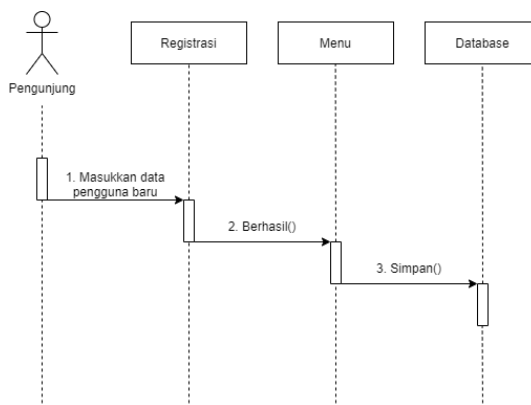 Pengunjung
Registrasi
Menu
Database
1. Masukkan data
pengguna baru
2. Berhasil()
3. Simpan()